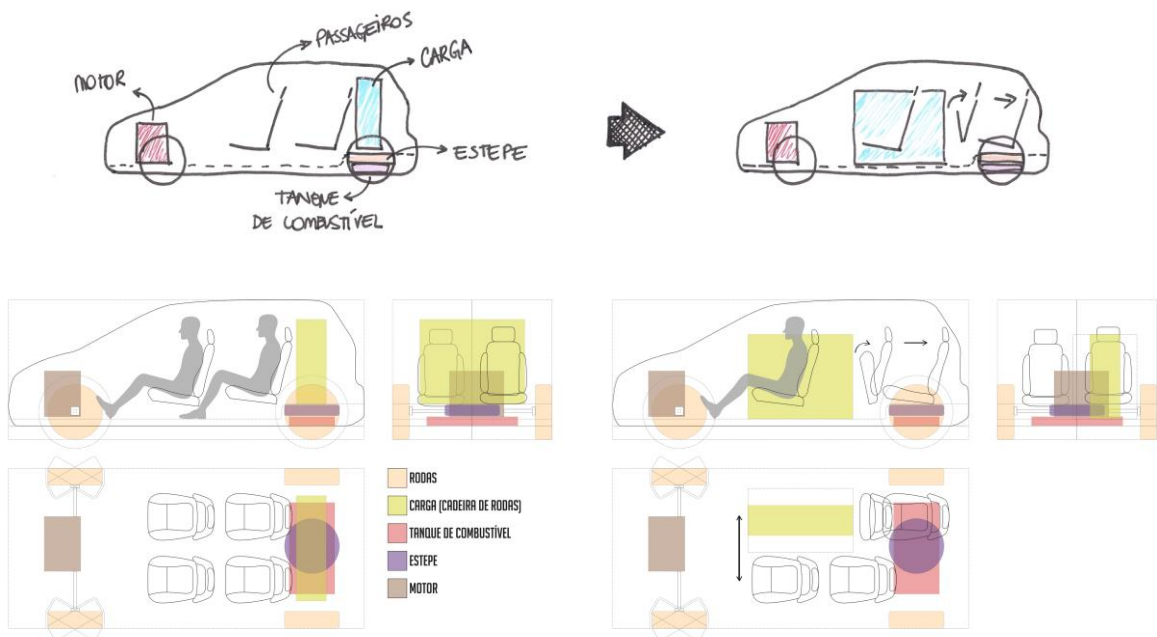 PASSAGEIROS
CARGA
MOTOR
ESTEPE
TANQUE
DE COMBUSTÍVEL
RODAS
CARGA (CADEIRA DE RODAS)
TANQUE DE COMBUSTÍVEL
ESTEPE
MOTOR